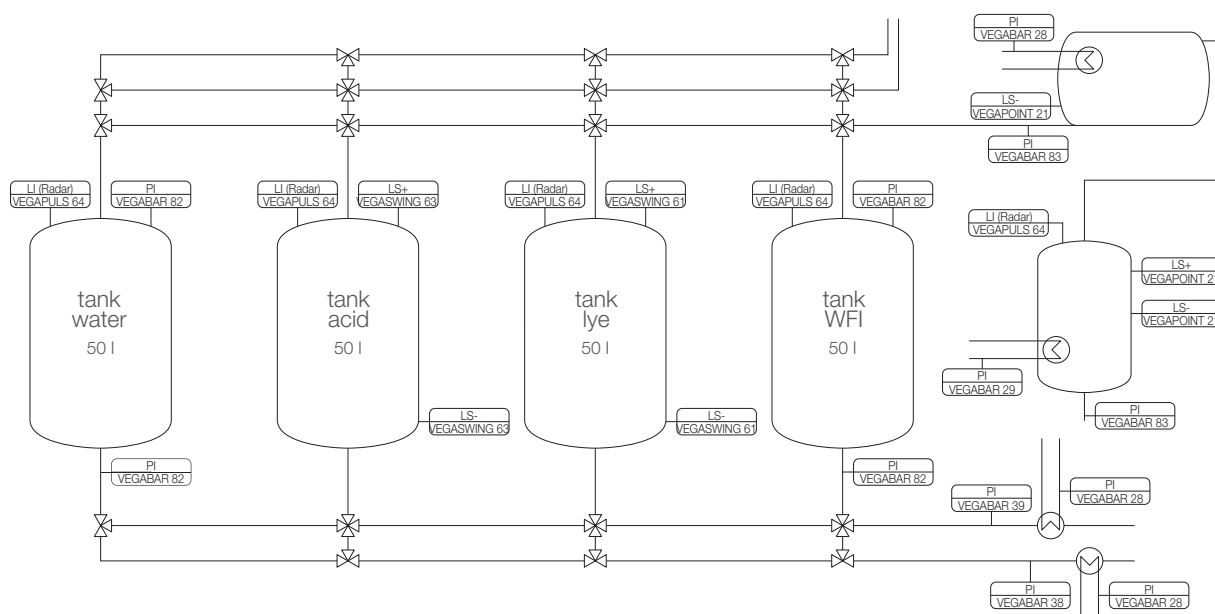 PI
VEGABAR 28
LS-
VEGAPOINT 21
PI
VEGABAR 83
LI (Radar)
VEGAPULS 64
PI
VEGABAR 82
LI (Radar)
VEGAPULS 64
LS+
VEGASWING 63
LI (Radar)
VEGAPULS 64
LS+
VEGASWING 61
LI (Radar)
VEGAPULS 64
PI
VEGABAR 82
LI (Radar)
VEGAPULS 64
LS+
VEGAPOINT 21
LS-
VEGAPOINT 21
tank
water
50 l
tank
acid
50 l
tank
lye
50 l
tank
WFI
50 l
PI
VEGABAR 29
LS-
VEGASWING 63
LS-
VEGASWING 61
PI
VEGABAR 83
PI
VEGABAR 82
PI
VEGABAR 82
PI
VEGABAR 39
PI
VEGABAR 28
PI
VEGABAR 38
PI
VEGABAR 28